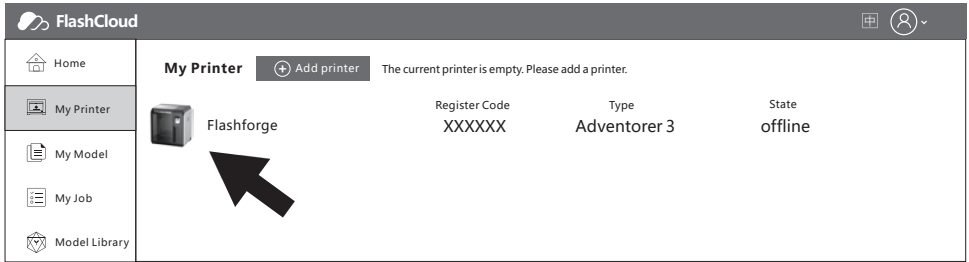 FlashCloud 中
Home
My Printer
My Model
My Job
Model Library
My Printer Add printer The current printer is empty. Please add a printer.
Register Code Type State
Flashforge XXXXXX Adventorer 3 offline